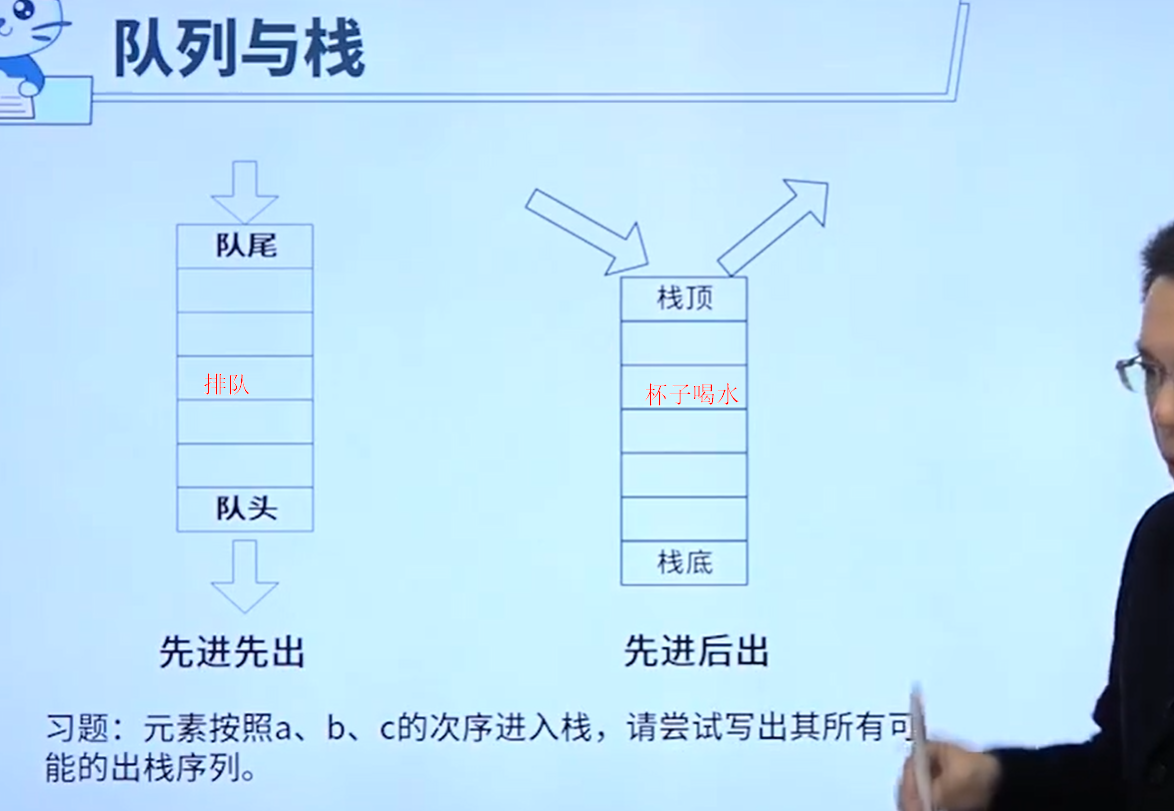 队列与栈
队尾
排队
队头
先进先出
栈顶
杯子喝水
栈底
先进后出
习题：元素按照a、b、c的次序进入栈，请尝试写出其所有可
能的出栈序列。